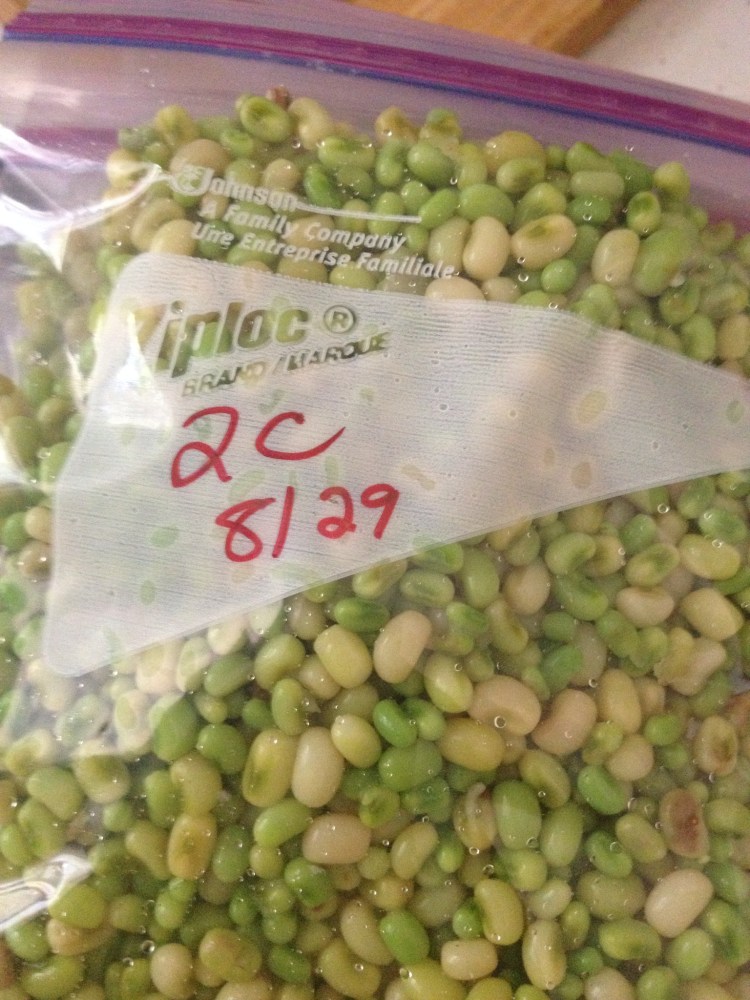 Johnson
A Family Company
Une Entreprise Familiale
Ziploc®
BRAND/MARQUE
2C
8/29